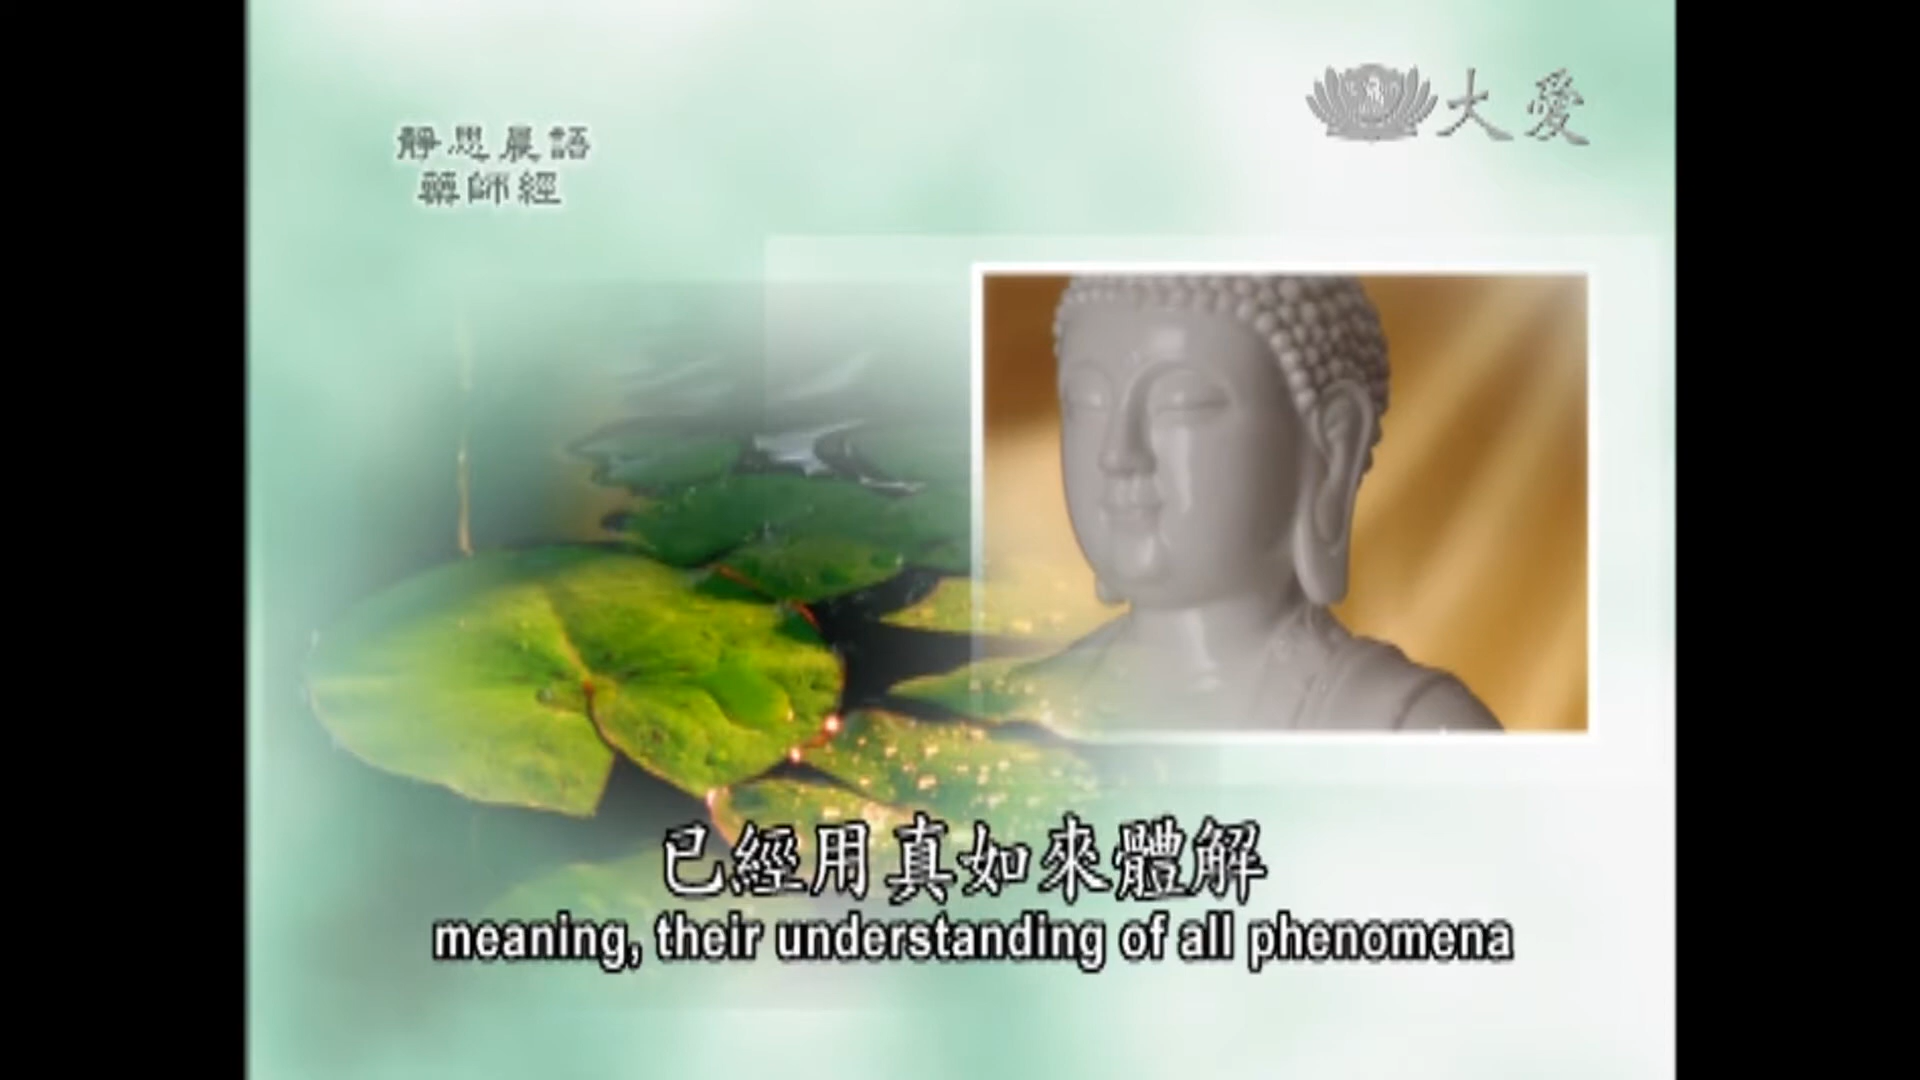 大愛
靜思晨語
藥師經
已經用真如來體解
meaning, their understanding of all phenomena